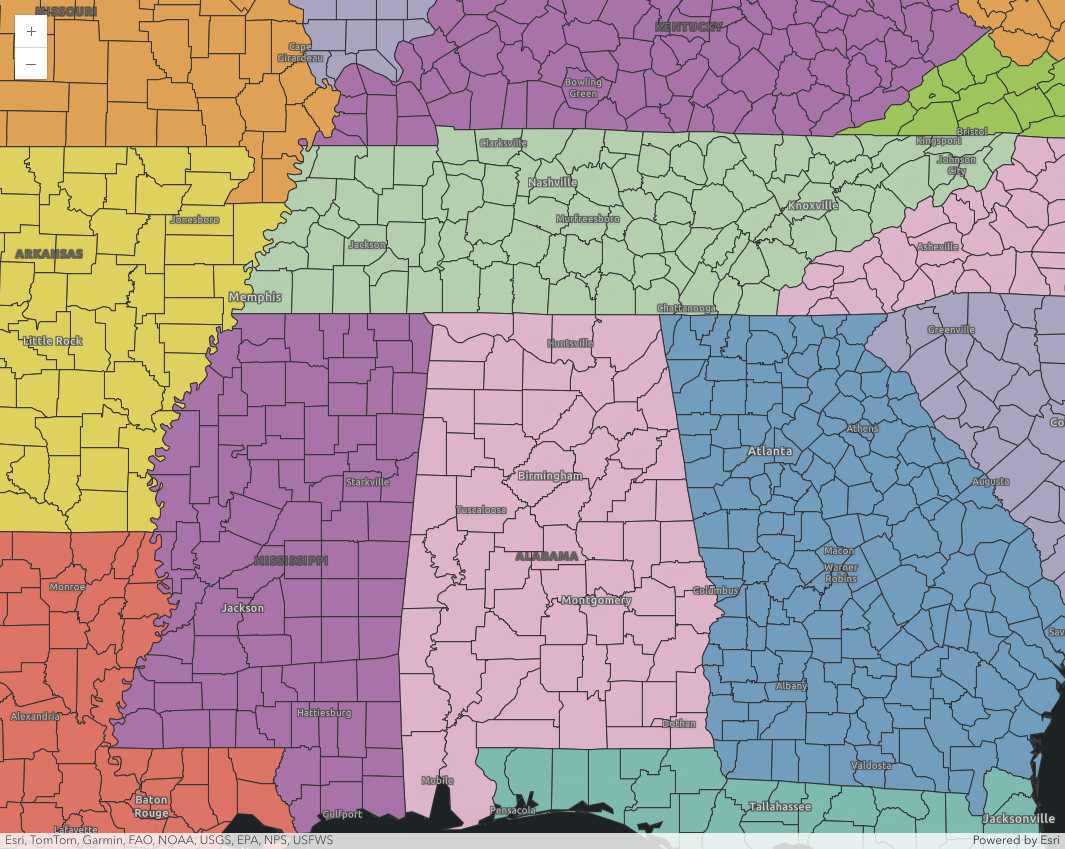 MISSOURI
+
KENTUCKY
Cape
Girardeau
−
Bowling
Green
Bristol
Clarksville
Kingsport
Johnson
City
Nashville
Knoxville
Jonesboro
Murfreesboro
Jackson
Asheville
ARKANSAS
Memphis
Chattanooga
Greenville
Little Rock
Huntsville
Co
Athens
Atlanta
Birmingham
Starkville
Augusta
Tuscaloosa
Macon
ALABAMA
MISSISSIPPI
Warner
Robins
Monroe
Columbus
Montgomery
Jackson
Sav
Albany
Hattiesburg
Alexandria
Dothan
Valdosta
Mobile
Baton
Rouge
Tallahassee
Pensacola
Gulfport
Jacksonville
Lafayette
Esri, TomTom, Garmin, FAO, NOAA, USGS, EPA, NPS, USFWS
Powered by Esri